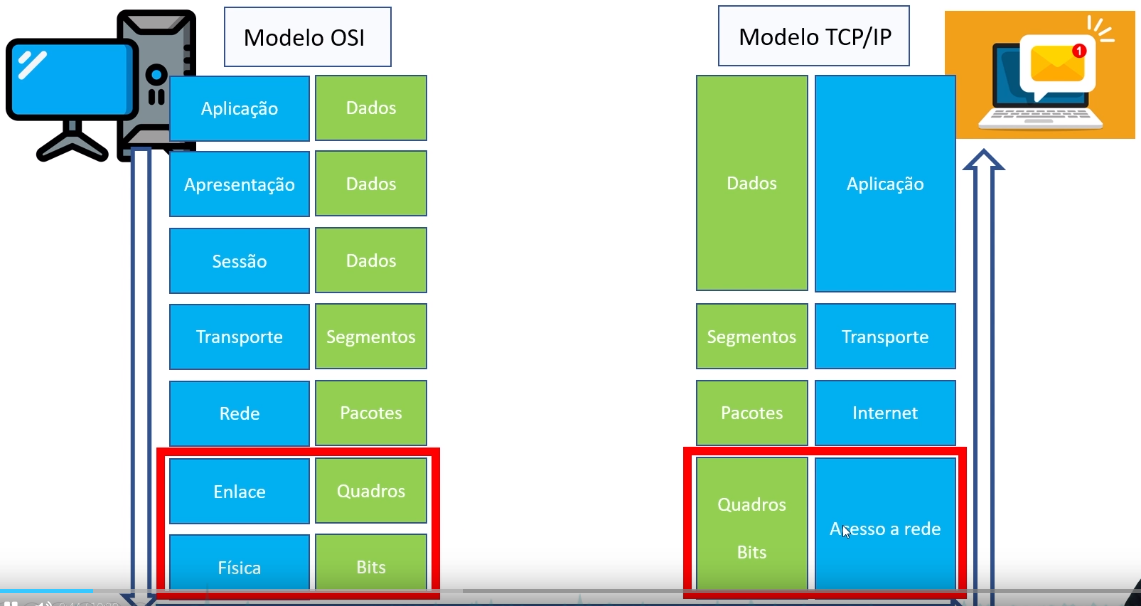 Modelo OSI
Modelo TCP/IP
1
Aplicação
Dados
Apresentação
Dados
Sessão
Dados
Transporte
Segmentos
Rede
Pacotes
Enlace
Quadros
Física
Bits
Dados
Aplicação
Segmentos
Transporte
Pacotes
Internet
Quadros
Bits
Acesso a rede